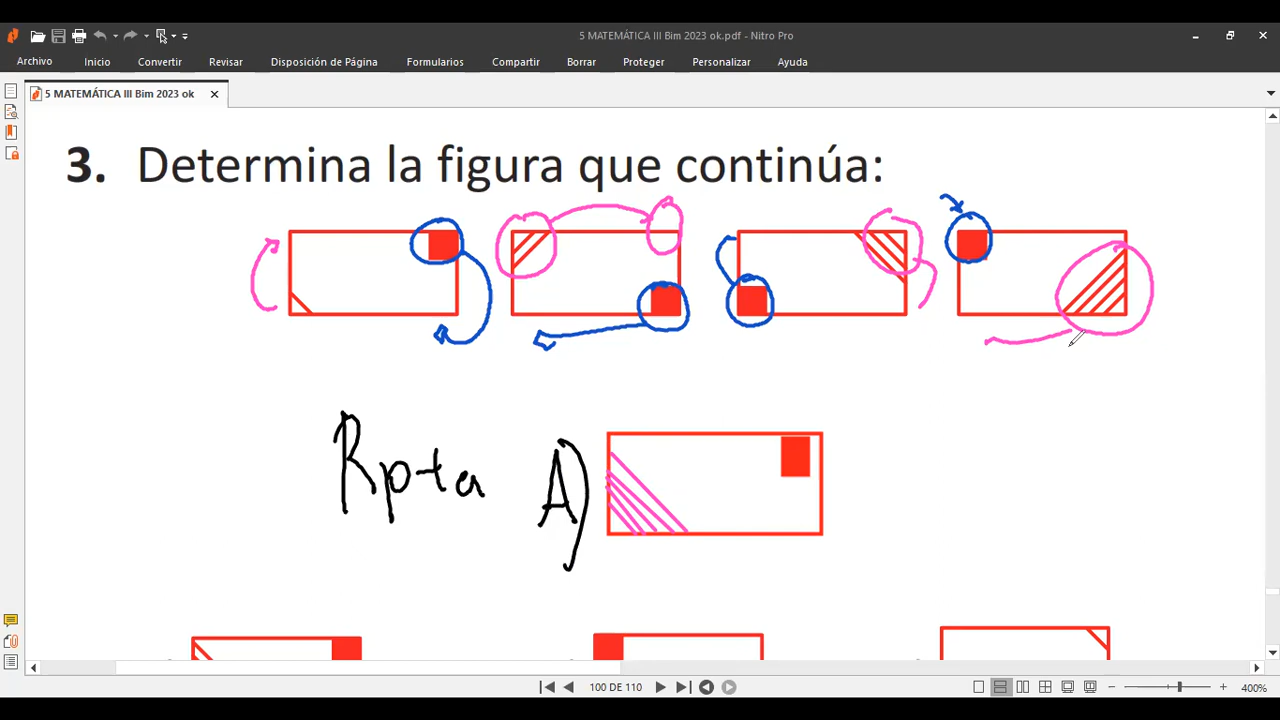 5 MATEMÁTICA III Bim 2023 ok.pdf - Nitro Pro
Archivo Inicio Convertir Revisar Disposición de Página Formularios Compartir Borrar Proteger Personalizar Ayuda
5 MATEMÁTICA III Bim 2023 ok
3. Determina la figura que continúa:
Rpta A)
100 DE 110
400%